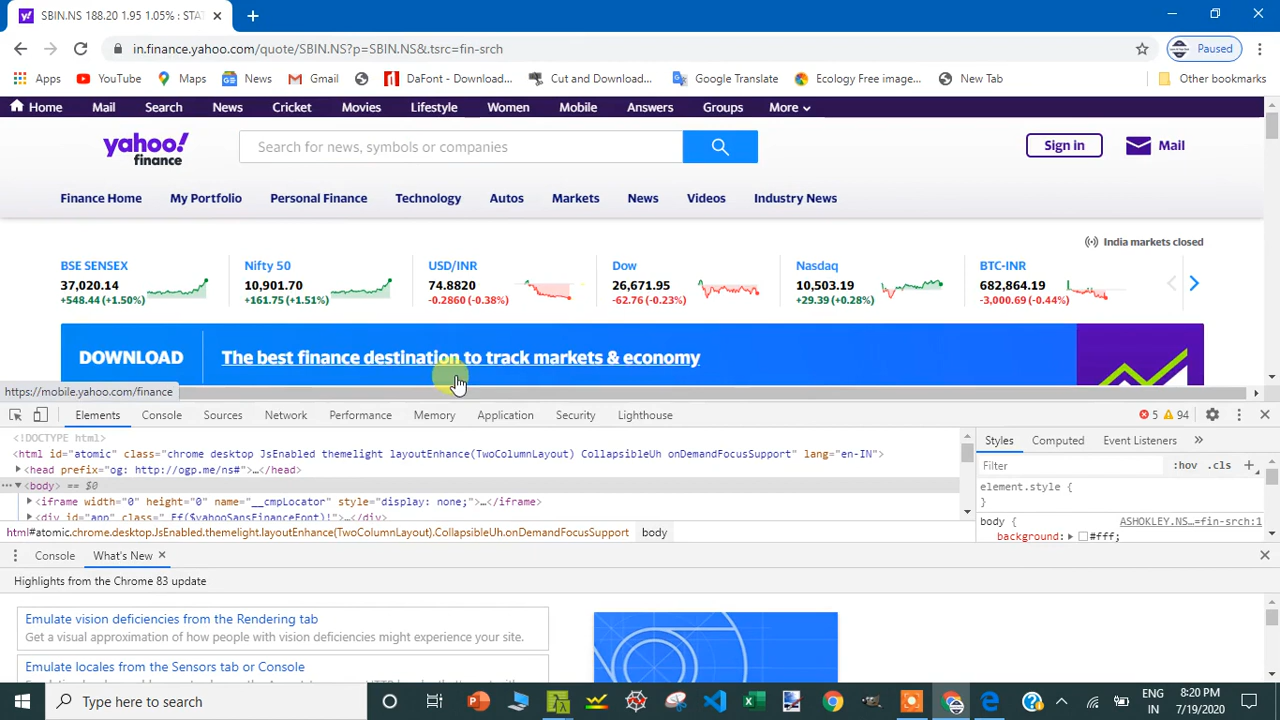 SBIN.NS 188.20 1.95 1.05% : STAT
in.finance.yahoo.com/quote/SBIN.NS?p=SBIN.NS&.tsrc=fin-srch
Paused
Apps YouTube Maps News Gmail DaFont - Download... Cut and Download... Google Translate Ecology Free image... New Tab Other bookmarks
Home Mail Search News Cricket Movies Lifestyle Women Mobile Answers Groups More
yahoo! finance
Search for news, symbols or companies
Sign in Mail
Finance Home My Portfolio Personal Finance Technology Autos Markets News Videos Industry News
India markets closed
BSE SENSEX Nifty 50 USD/INR Dow Nasdaq BTC-INR
37,020.14 10,901.70 74.8820 26,671.95 10,503.19 682,864.19
+548.44 (+1.50%) +161.75 (+1.51%) -0.2860 (-0.38%) -62.76 (-0.23%) +29.39 (+0.28%) -3,000.69 (-0.44%)
DOWNLOAD The best finance destination to track markets & economy
https://mobile.yahoo.com/finance
Elements Console Sources Network Performance Memory Application Security Lighthouse 5 94
<!DOCTYPE html>
<html id="atomic" class="chrome desktop JsEnabled themelight layoutEnhance(TwoColumnLayout) CollapsibleUh onDemandFocusSupport" lang="en-IN">
<head prefix="og: http://ogp.me/ns#">…</head>
<body> == $0
<iframe width="0" height="0" name="__cmpLocator" style="display: none;">…</iframe>
<div id="app" class="Ff($yahooSansFinanceFont)!">…</div>
html#atomic.chrome.desktop.JsEnabled.themelight.layoutEnhance(TwoColumnLayout).CollapsibleUh.onDemandFocusSupport body
Styles Computed Event Listeners »
Filter :hov .cls +
element.style {
}
body { ASHOKLEY.NS…=fin-srch:1
background: #fff;
Console What's New
Highlights from the Chrome 83 update
Emulate vision deficiencies from the Rendering tab
Get a visual approximation of how people with vision deficiencies might experience your site.
Emulate locales from the Sensors tab or Console
Type here to search
ENG 8:20 PM
IN 7/19/2020